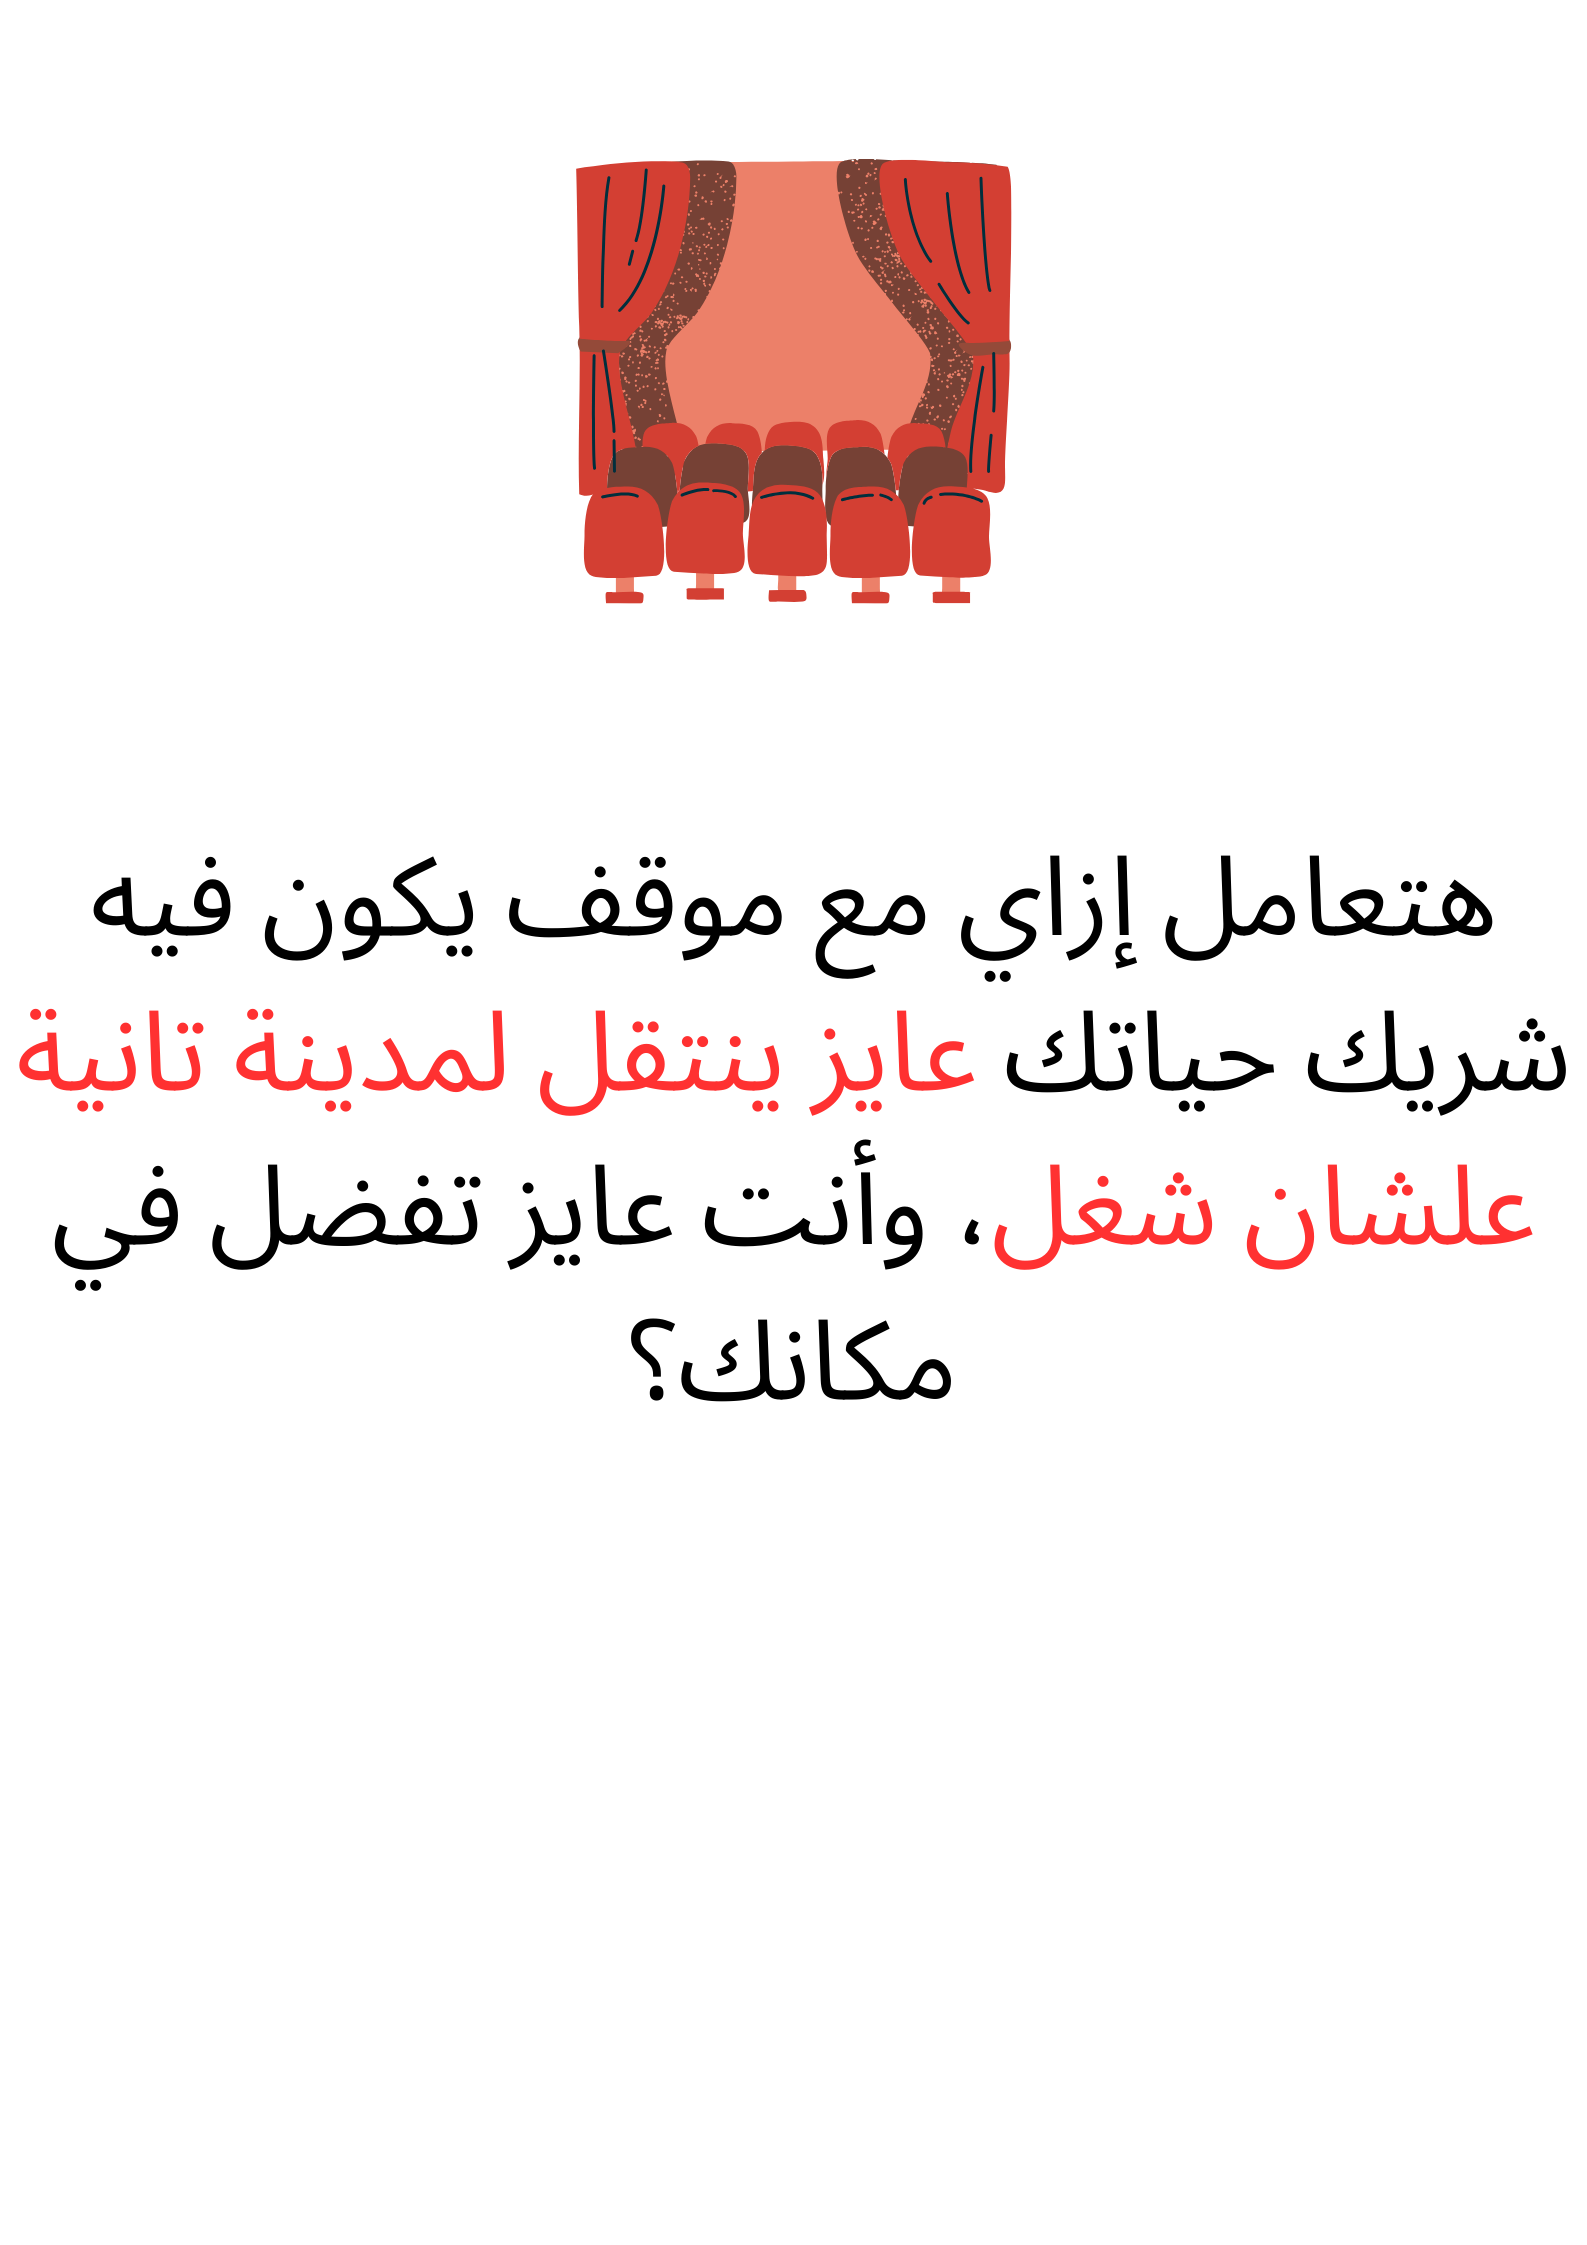 هتعامل إزاي مع موقف يكون فيه
شريك حياتك عايز ينتقل لمدينة تانية
علشان شغل، وأنت عايز تفضل في
مكانك؟